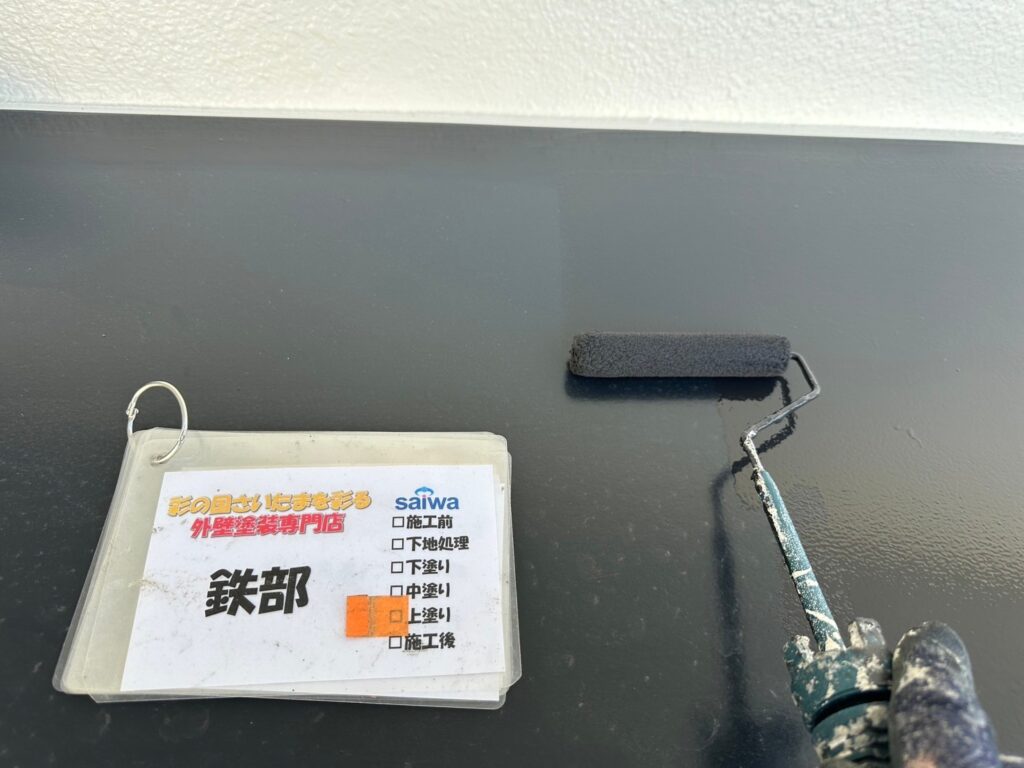 彩の国さいたまを彩る
外壁塗装専門店
鉄部
saiwa
□施工前
□下地処理
□下塗り
□中塗り
□上塗り
□施工後